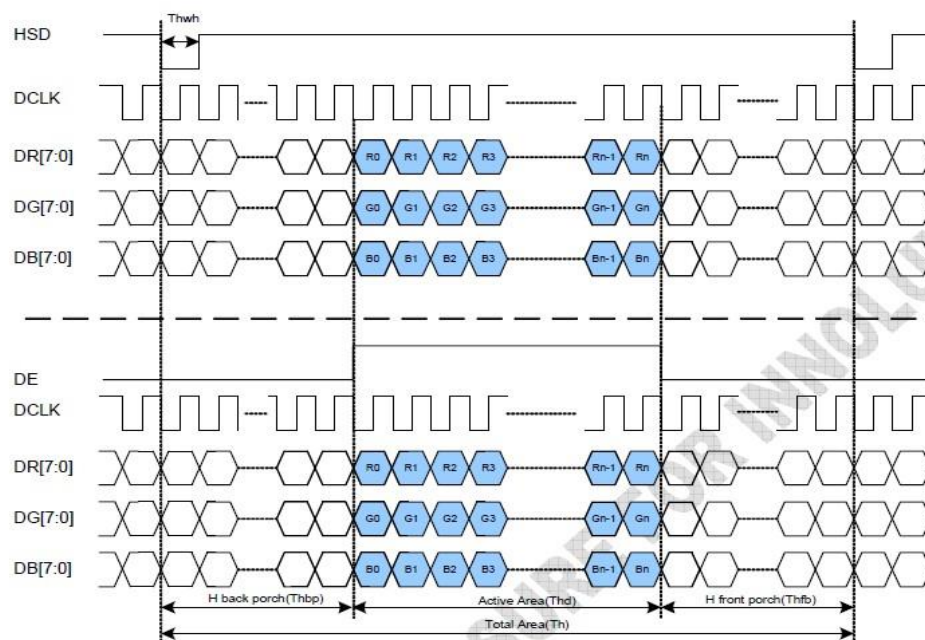 Thwh
HSD
DCLK
DR[7:0] R0 R1 R2 R3 Rn-1 Rn
DG[7:0] G0 G1 G2 G3 Gn-1 Gn
DB[7:0] B0 B1 B2 B3 Bn-1 Bn
DE
DCLK
DR[7:0] R0 R1 R2 R3 Rn-1 Rn
DG[7:0] G0 G1 G2 G3 Gn-1 Gn
DB[7:0] B0 B1 B2 B3 Bn-1 Bn
H back porch(Thbp) Active Area(Thd) H front porch(Thfb)
Total Area(Th)
SURE FOR INNOLU